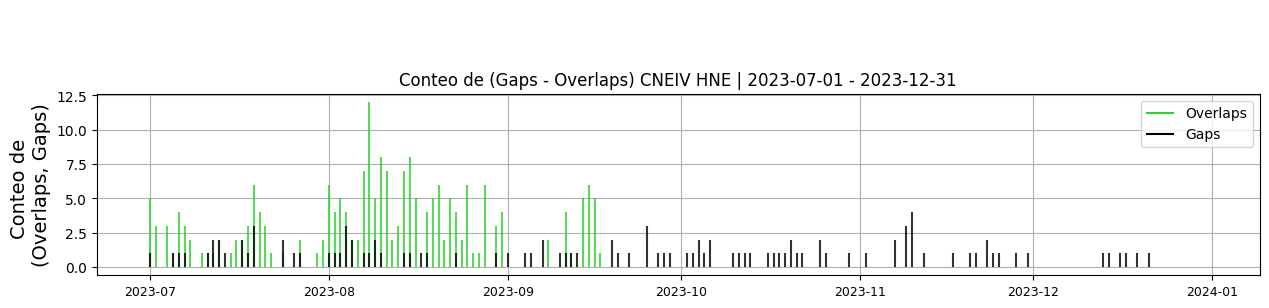 Conteo de (Gaps - Overlaps) CNEIV HNE | 2023-07-01 - 2023-12-31
Conteo de
(Overlaps, Gaps)
12.5
10.0
7.5
5.0
2.5
0.0
Overlaps
Gaps
2023-07
2023-08
2023-09
2023-10
2023-11
2023-12
2024-01